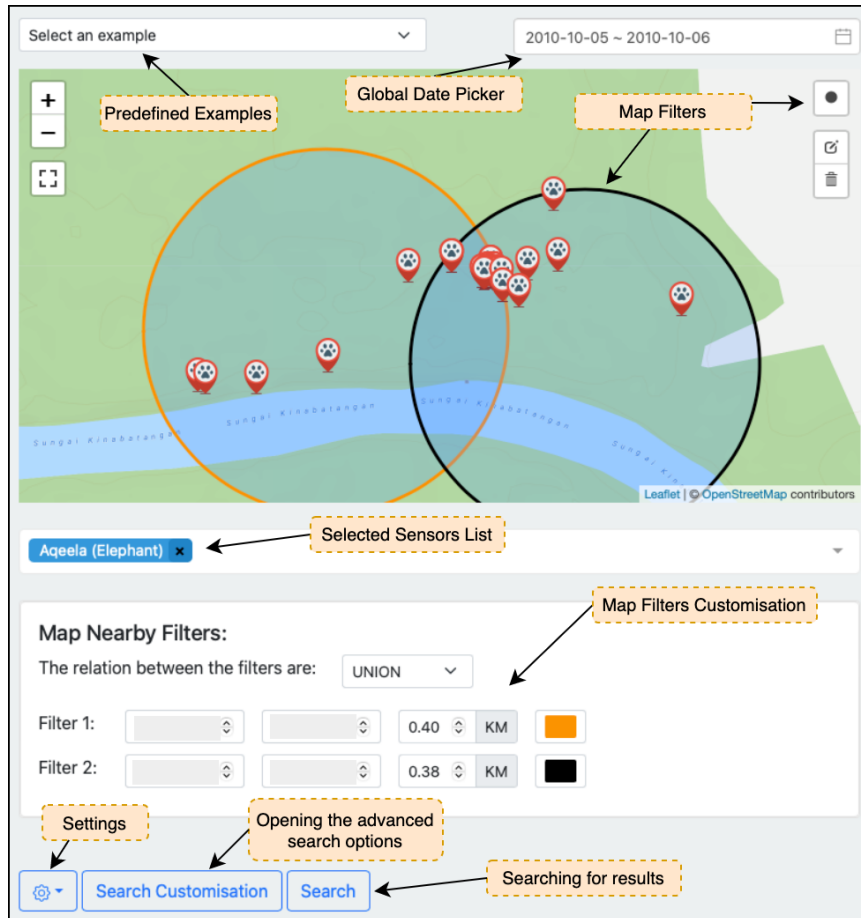 Select an example
2010-10-05 ~ 2010-10-06
Predefined Examples
Global Date Picker
Map Filters
+
−
Sungai Kinabatangan
Sungai Kinabatangan
Sungai Kinabatangan
Sungai Kinabatangan
Leaflet | © OpenStreetMap contributors
Selected Sensors List
Aqeela (Elephant) ×
Map Filters Customisation
Map Nearby Filters:
The relation between the filters are: UNION
Filter 1: 0.40 KM
Filter 2: 0.38 KM
Settings
Opening the advanced
search options
Search Customisation
Search
Searching for results